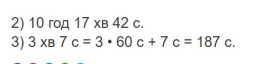 2) 10 год 17 хв 42 с.
3) 3 хв 7 с = 3 • 60 с + 7 с = 187 с.